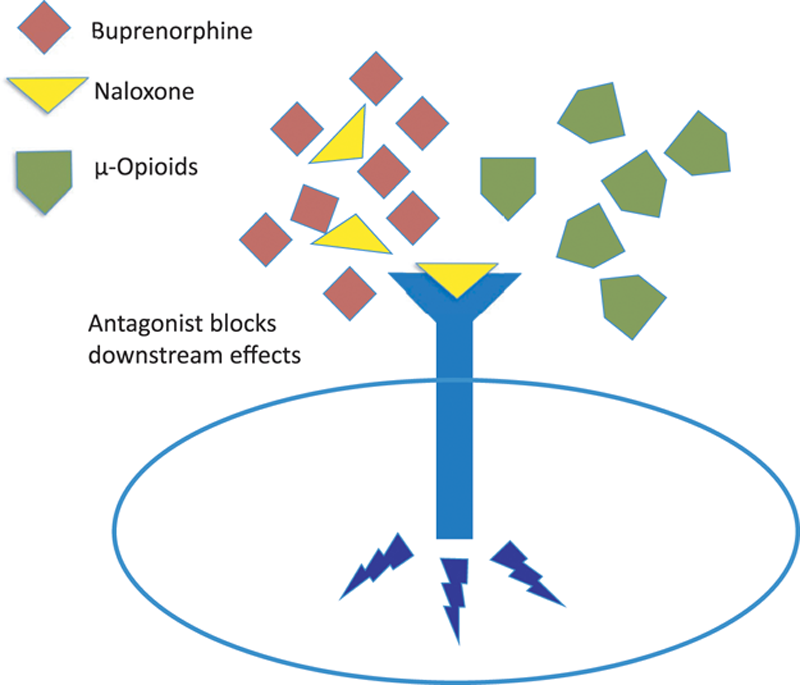 Buprenorphine
Naloxone
μ-Opioids
Antagonist blocks
downstream effects